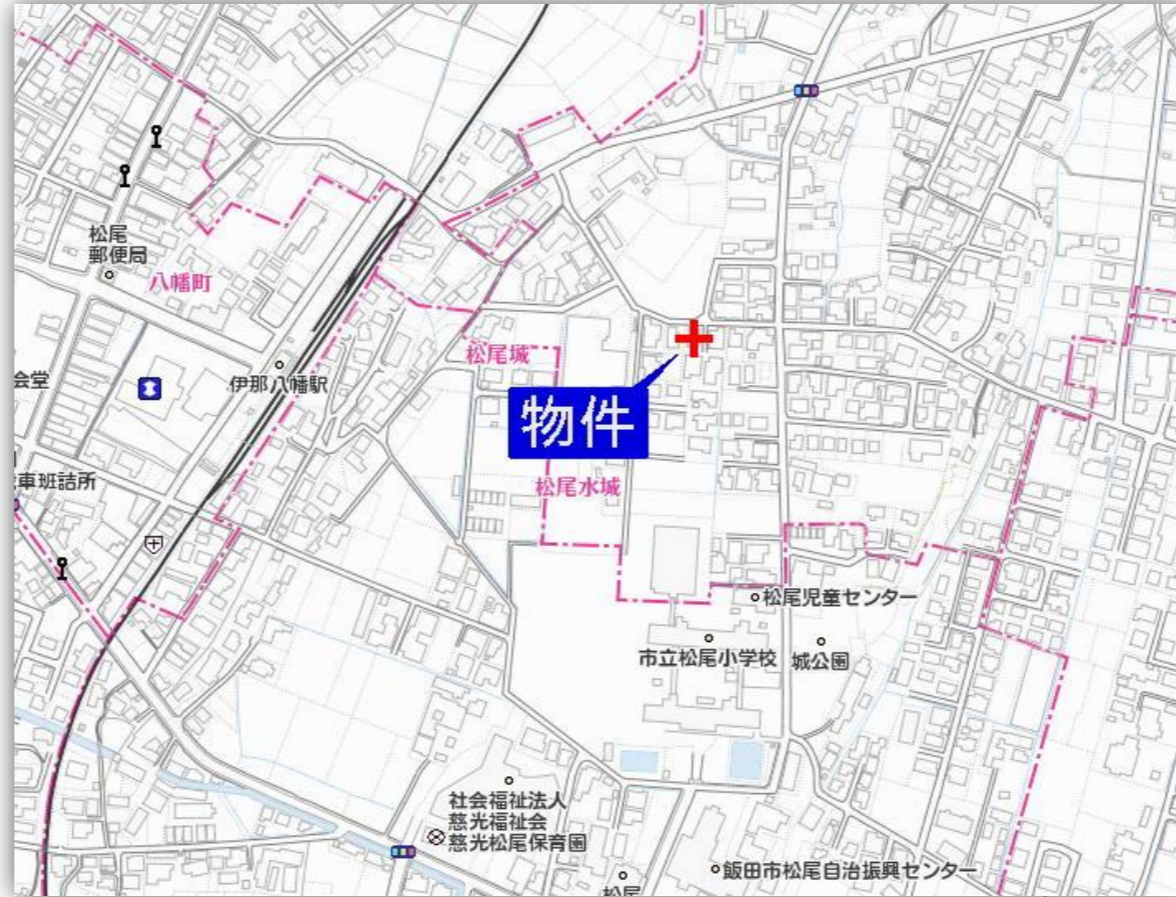 松尾
郵便局
八幡町
会堂
伊那八幡駅
松尾城
物件
車班詰所
松尾水城
松尾児童センター
市立松尾小学校
城公園
社会福祉法人
慈光福祉会
慈光松尾保育園
飯田市松尾自治振興センター
松尾